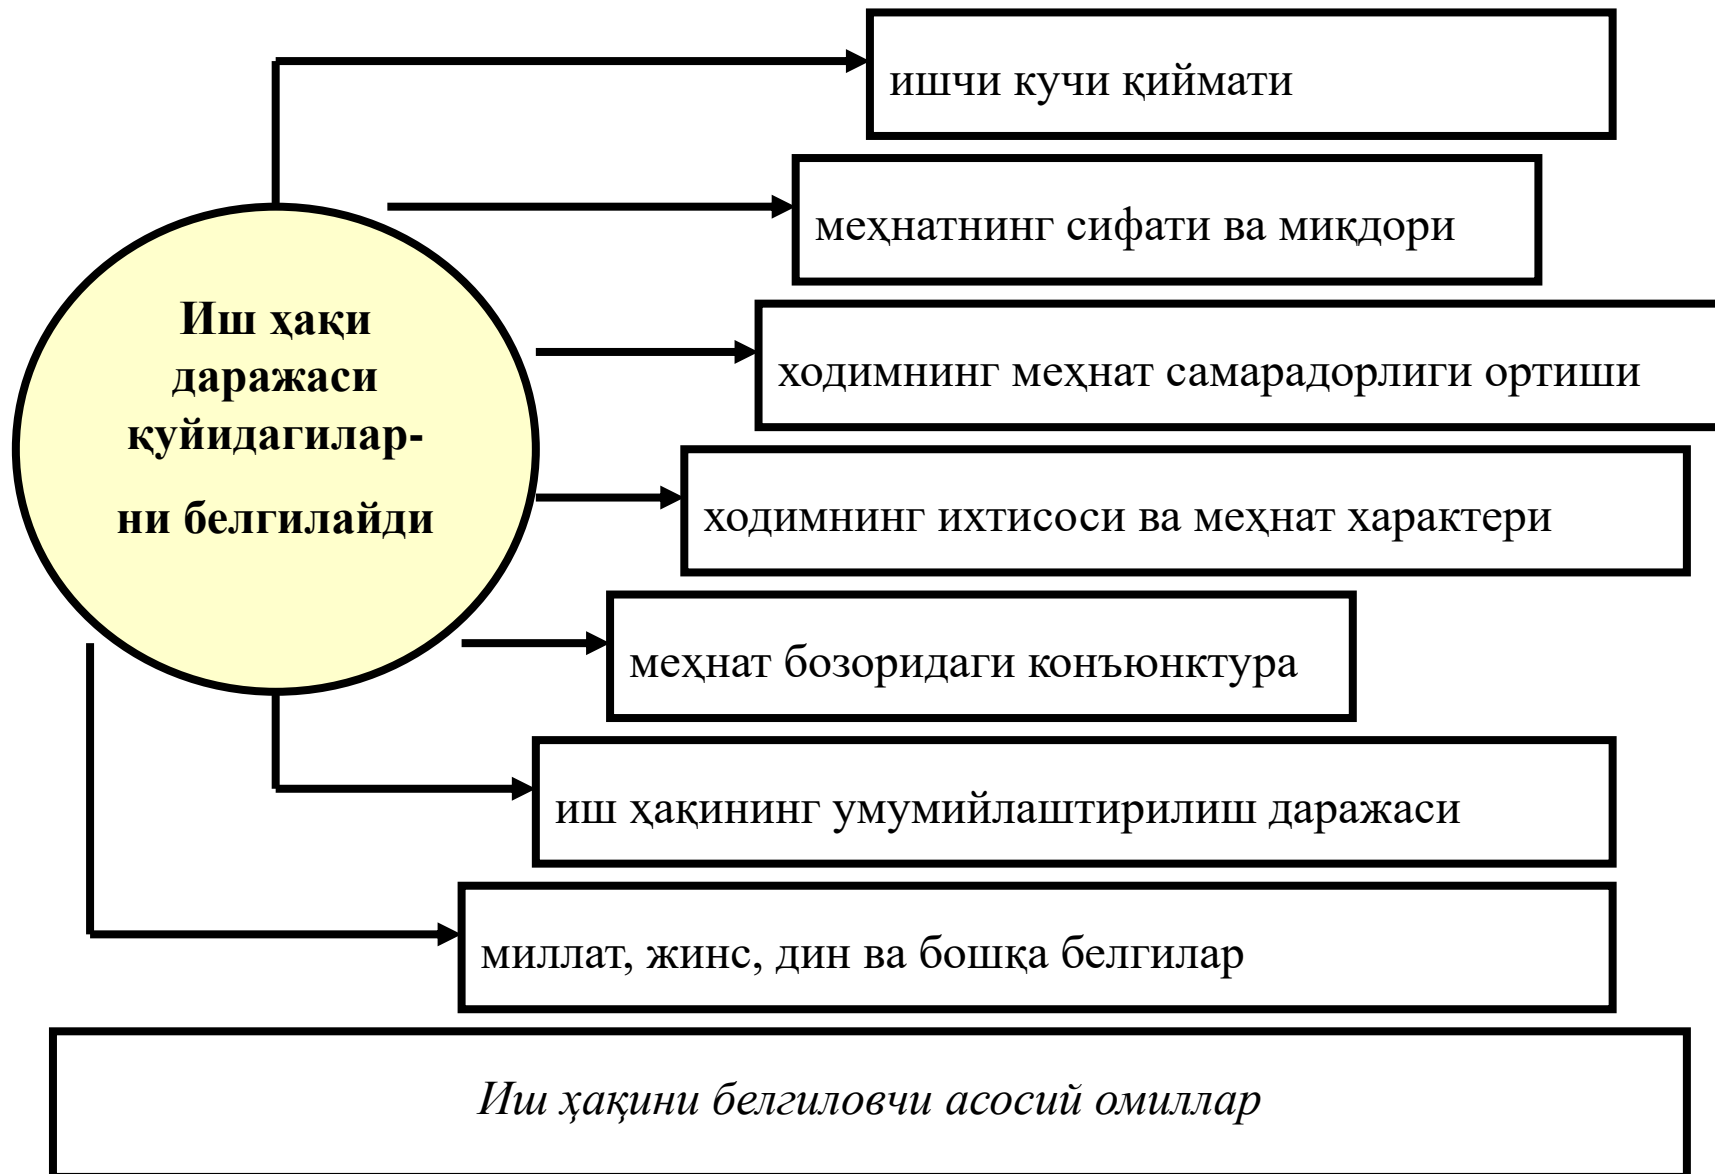 ишчи кучи қиймати
меҳнатнинг сифати ва миқдори
Иш ҳақи
даражаси
қуйидагилар-
ни белгилайди
ходимнинг меҳнат самарадорлиги ортиши
ходимнинг ихтисоси ва меҳнат характери
меҳнат бозоридаги конъюнктура
иш ҳақининг умумийлаштирилиш даражаси
миллат, жинс, дин ва бошқа белгилар
Иш ҳақини белгиловчи асосий омиллар